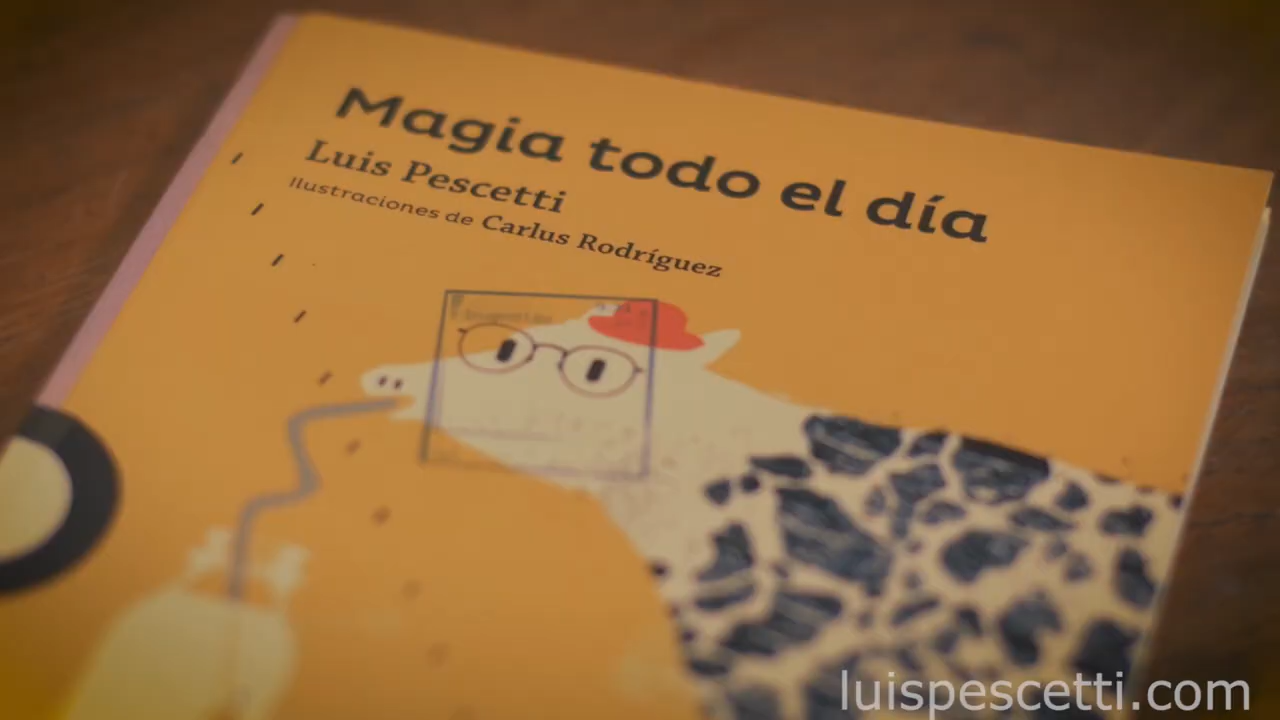 Magia todo el día
Luis Pescetti
Ilustraciones de Carlus Rodríguez
luispescetti.com